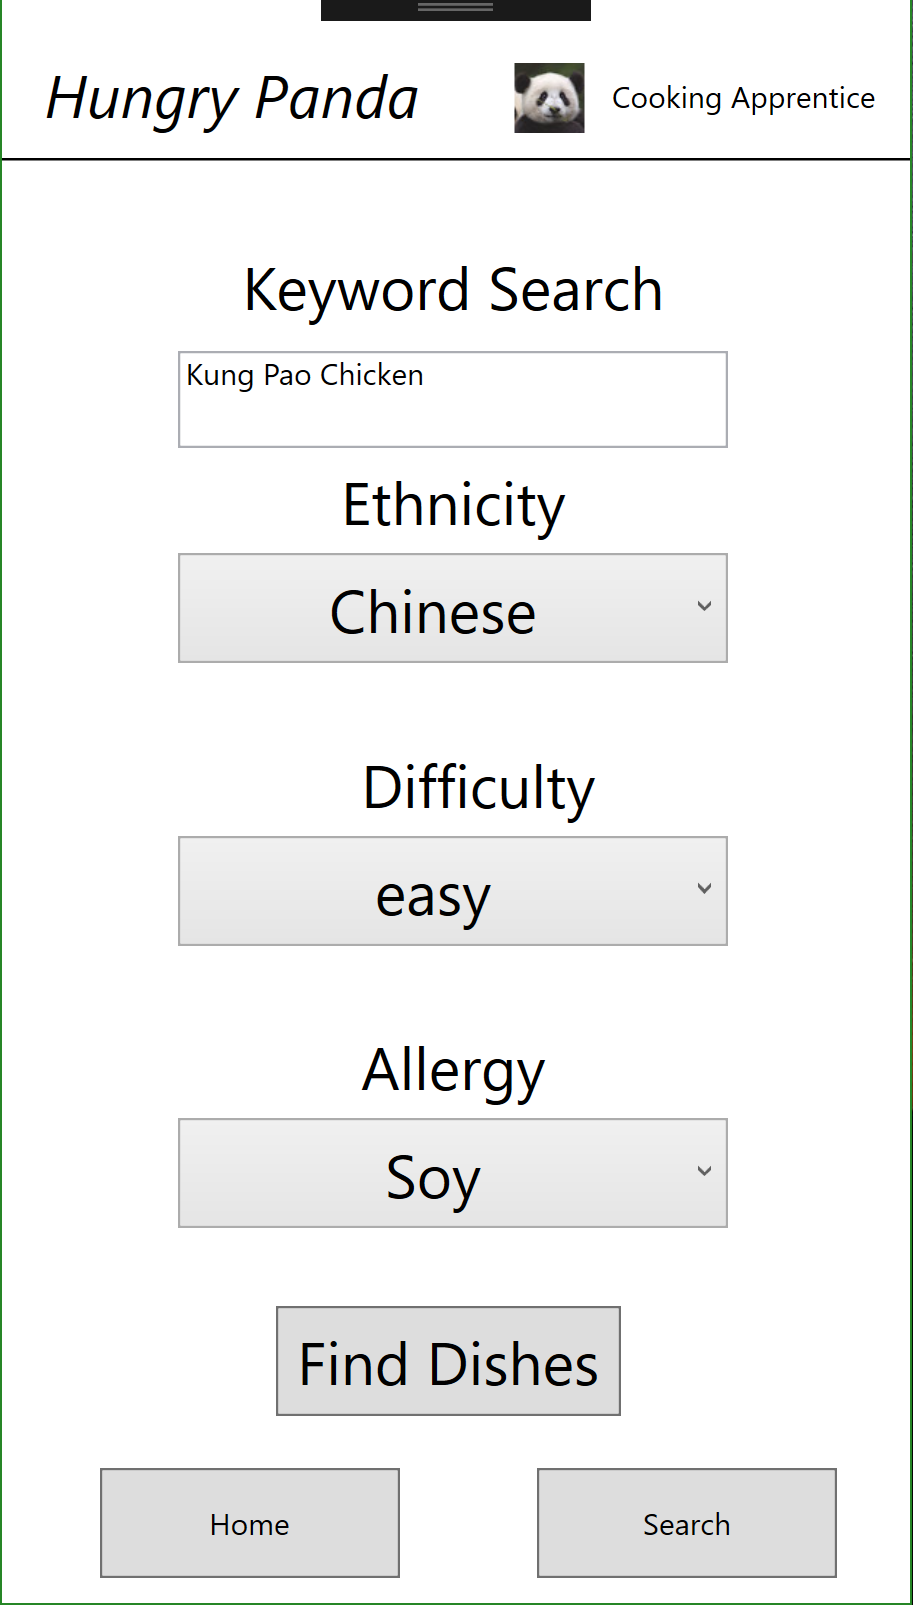 Hungry Panda
Cooking Apprentice
Keyword Search
Kung Pao Chicken
Ethnicity
Chinese
Difficulty
easy
Allergy
Soy
Find Dishes
Home
Search